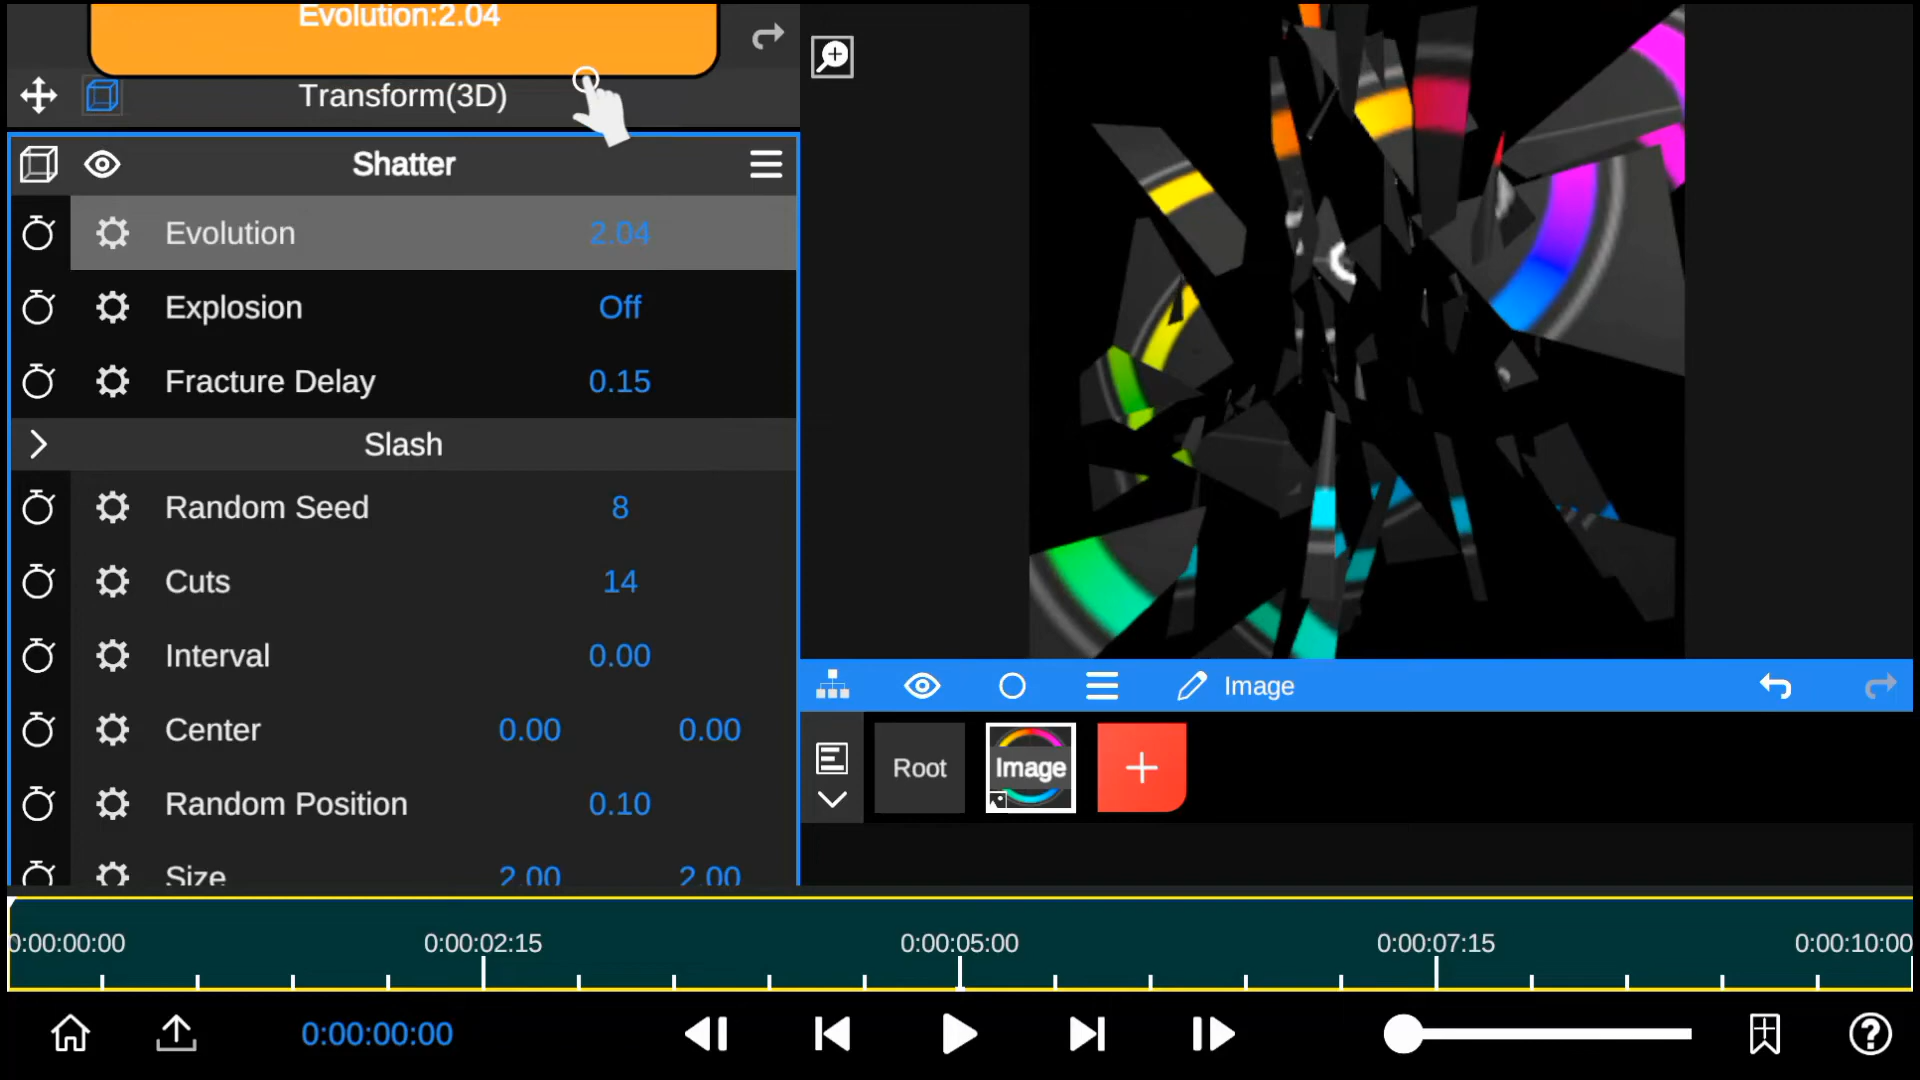 Evolution:2.04
Transform(3D)
Shatter
Evolution 2.04
Explosion Off
Fracture Delay 0.15
Slash
Random Seed 8
Cuts 14
Interval 0.00
Center 0.00 0.00
Random Position 0.10
Size 2.00 2.00
Image
Root
Image
0:00:00:00 0:00:02:15 0:00:05:00 0:00:07:15 0:00:10:00
0:00:00:00